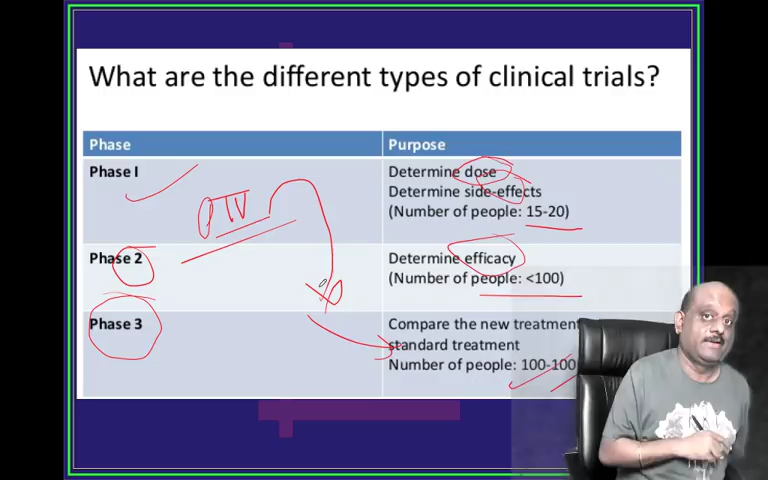 What are the different types of clinical trials?
Phase
Purpose
Phase I
Determine dose
Determine side-effects
(Number of people: 15-20)
Phase 2
Determine efficacy
(Number of people: <100)
Phase 3
Compare the new treatment
standard treatment
Number of people: 100-100